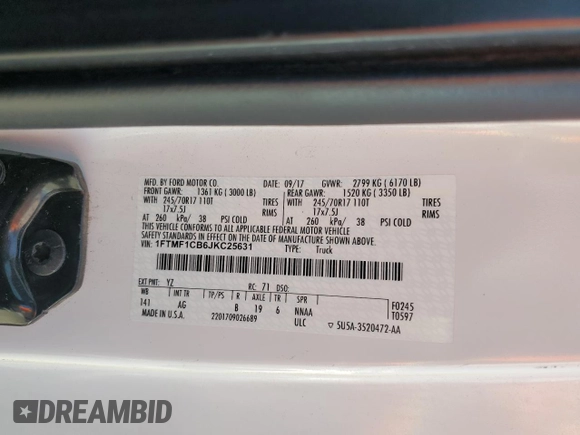 MFD. BY FORD MOTOR CO. DATE: 09/17 GVWR: 2799 KG ( 6170 LB)
FRONT GAWR: 1361 KG ( 3000 LB) REAR GAWR: 1520 KG ( 3350 LB)
WITH 245/70R17 110T TIRES WITH 245/70R17 110T TIRES
17x7.5J RIMS 17x7.5J RIMS
AT 260 kPa/ 38 PSI COLD AT 260 kPa/ 38 PSI COLD
THIS VEHICLE CONFORMS TO ALL APPLICABLE FEDERAL MOTOR VEHICLE
SAFETY AND THEFT PREVENTION STANDARDS IN EFFECT ON THE DATE OF MANUFACTURE SHOWN ABOVE.
VIN: 1FTMF1CB6JKC25631 TYPE: Truck
EXT PNT: YZ RC: 71 DSO:
WB INT TR TP/PS R AXLE TR SPR F0245
141 AG B 19 6 NNAA T0597
MADE IN U.S.A. 2201709026689 ULC ▽ 5U5A-3520472-AA
DREAMBID